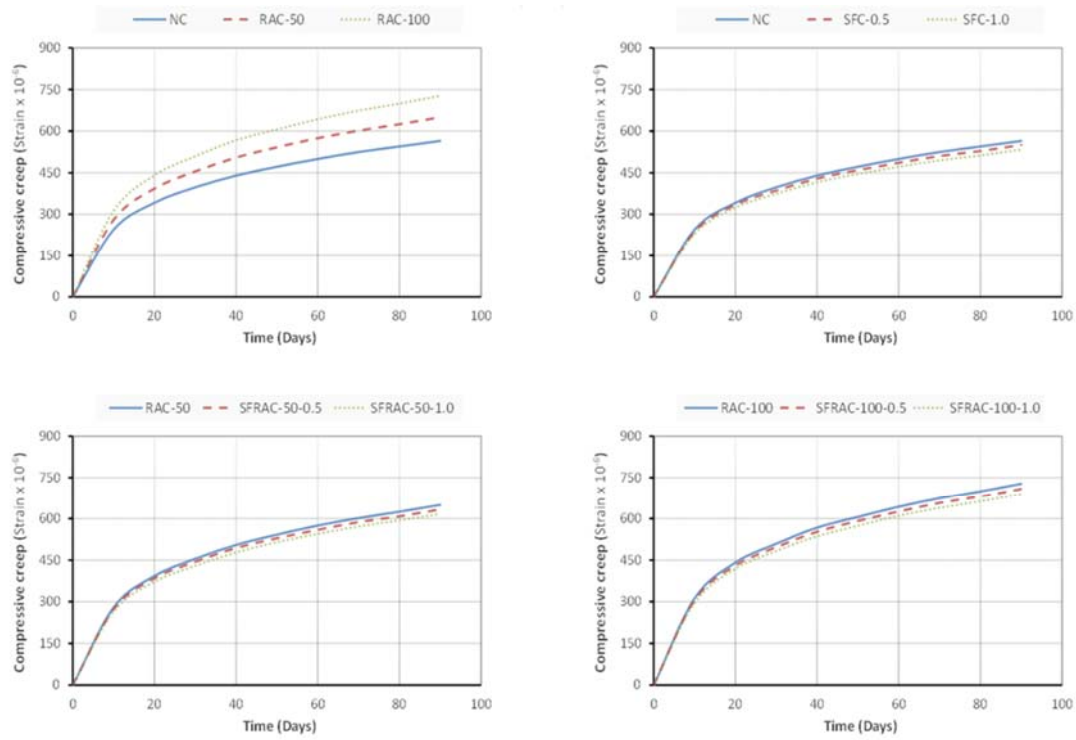 NC RAC-50 RAC-100
900
750
600
450
300
150
0
Compressive creep (Strain x 10⁻⁶)
0 20 40 60 80 100
Time (Days)
NC SFC-0.5 SFC-1.0
900
750
600
450
300
150
0
Compressive creep (Strain x 10⁻⁶)
0 20 40 60 80 100
Time (Days)
RAC-50 SFRAC-50-0.5 SFRAC-50-1.0
900
750
600
450
300
150
0
Compressive creep (Strain x 10⁻⁶)
0 20 40 60 80 100
Time (Days)
RAC-100 SFRAC-100-0.5 SFRAC-100-1.0
900
750
600
450
300
150
0
Compressive creep (Strain x 10⁻⁶)
0 20 40 60 80 100
Time (Days)